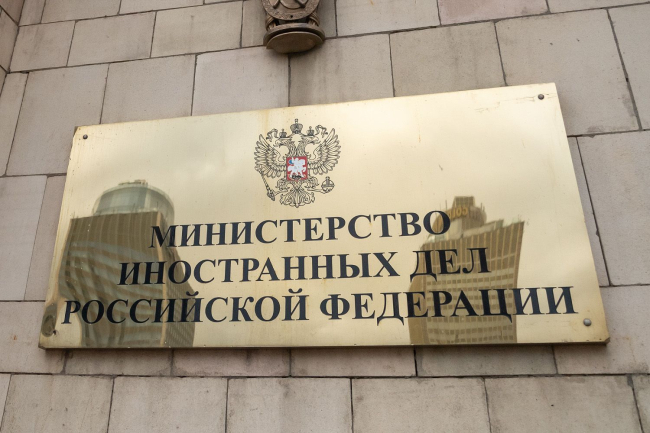 МИНИСТЕРСТВО
ИНОСТРАННЫХ ДЕЛ
РОССИЙСКОЙ ФЕДЕРАЦИИ